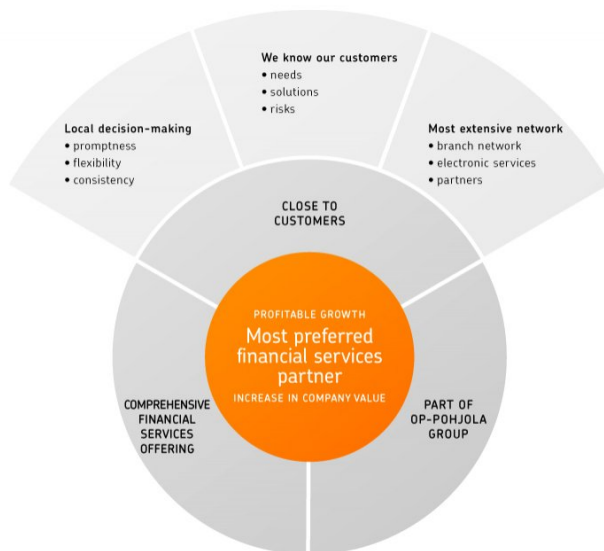 We know our customers
• needs
• solutions
• risks
Local decision-making
• promptness
• flexibility
• consistency
Most extensive network
• branch network
• electronic services
• partners
CLOSE TO
CUSTOMERS
PROFITABLE GROWTH
Most preferred
financial services
partner
INCREASE IN COMPANY VALUE
COMPREHENSIVE
FINANCIAL
SERVICES
OFFERING
PART OF
OP-POHJOLA
GROUP